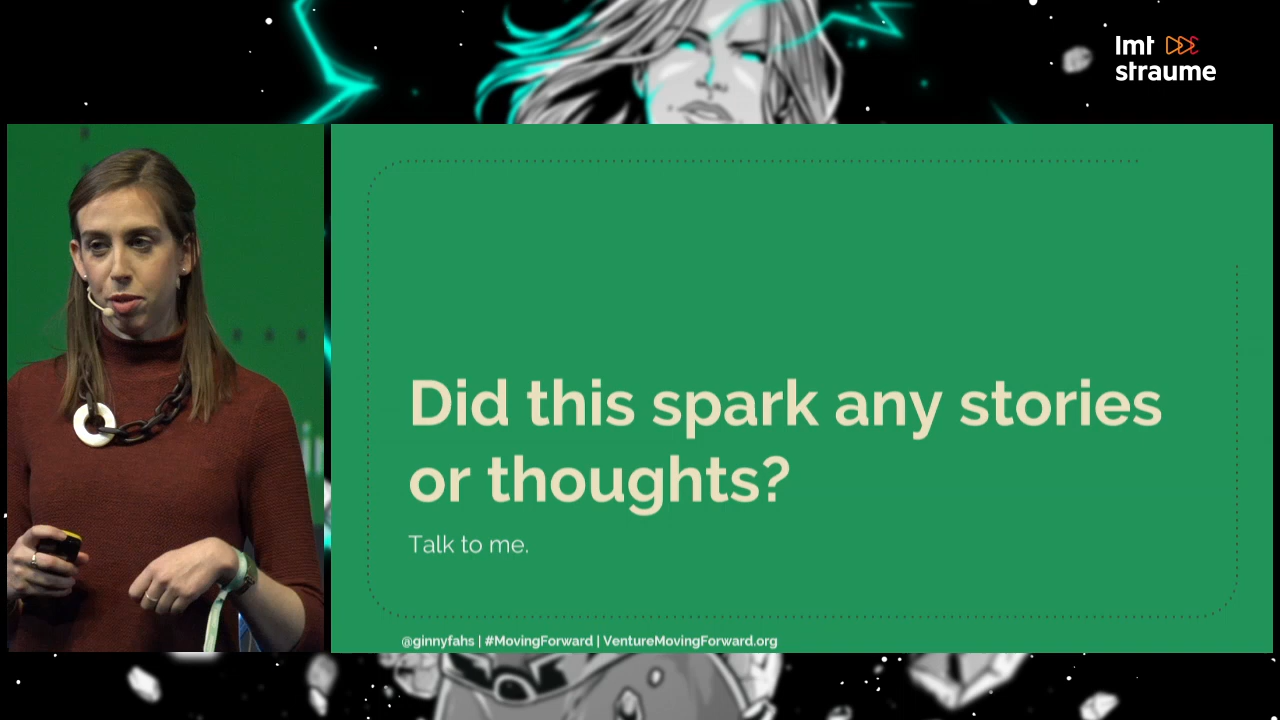 lmt
straume
Did this spark any stories
or thoughts?
Talk to me.
@ginnyfahs | #MovingForward | VentureMovingForward.org